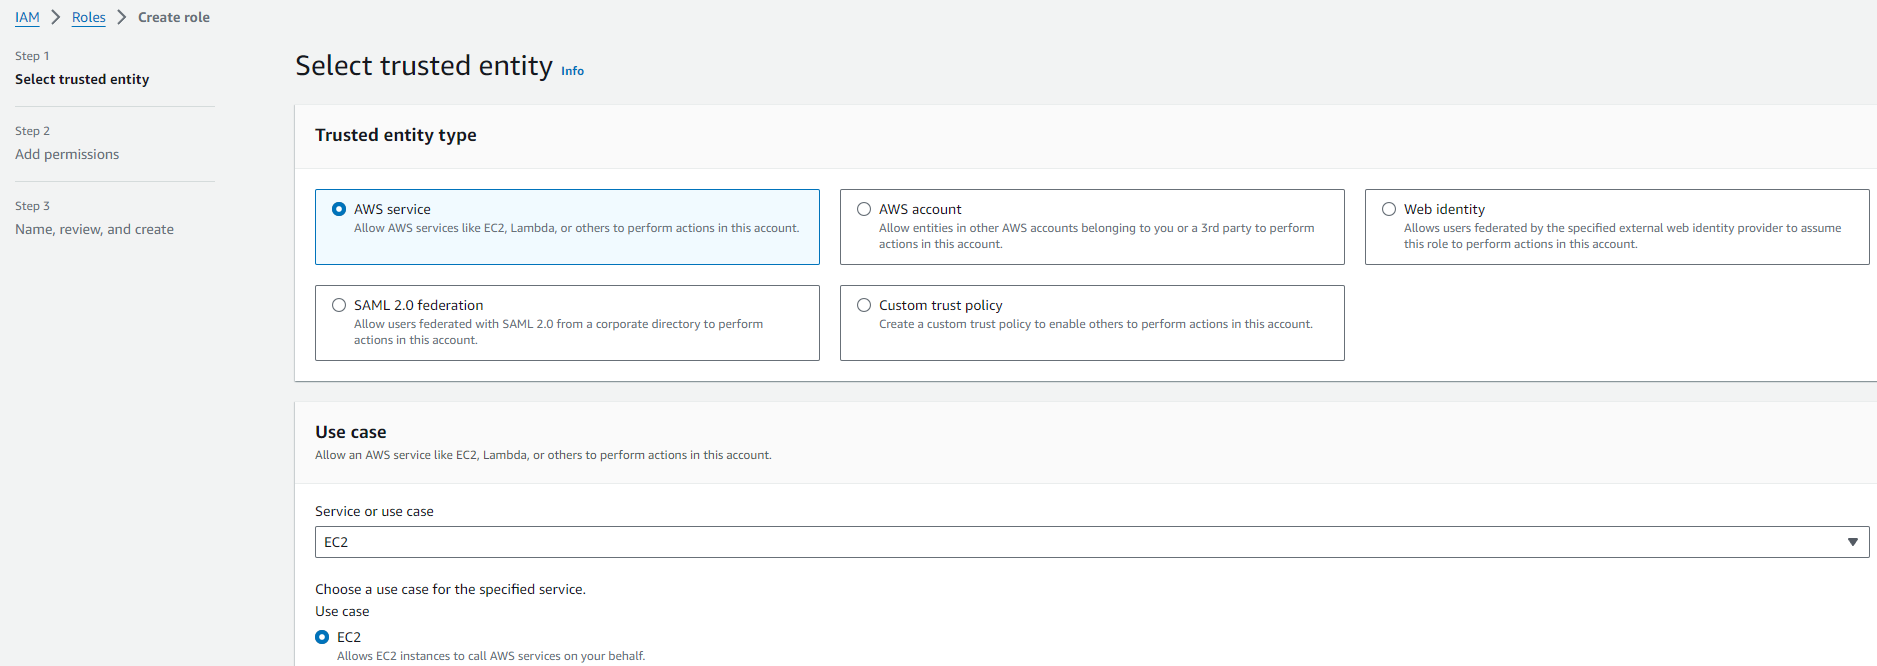 IAM > Roles > Create role
Step 1
Select trusted entity
Step 2
Add permissions
Step 3
Name, review, and create
Select trusted entity Info
Trusted entity type
AWS service
Allow AWS services like EC2, Lambda, or others to perform actions in this account.
AWS account
Allow entities in other AWS accounts belonging to you or a 3rd party to perform
actions in this account.
Web identity
Allows users federated by the specified external web identity provider to assume
this role to perform actions in this account.
SAML 2.0 federation
Allow users federated with SAML 2.0 from a corporate directory to perform
actions in this account.
Custom trust policy
Create a custom trust policy to enable others to perform actions in this account.
Use case
Allow an AWS service like EC2, Lambda, or others to perform actions in this account.
Service or use case
EC2
Choose a use case for the specified service.
Use case
EC2
Allows EC2 instances to call AWS services on your behalf.